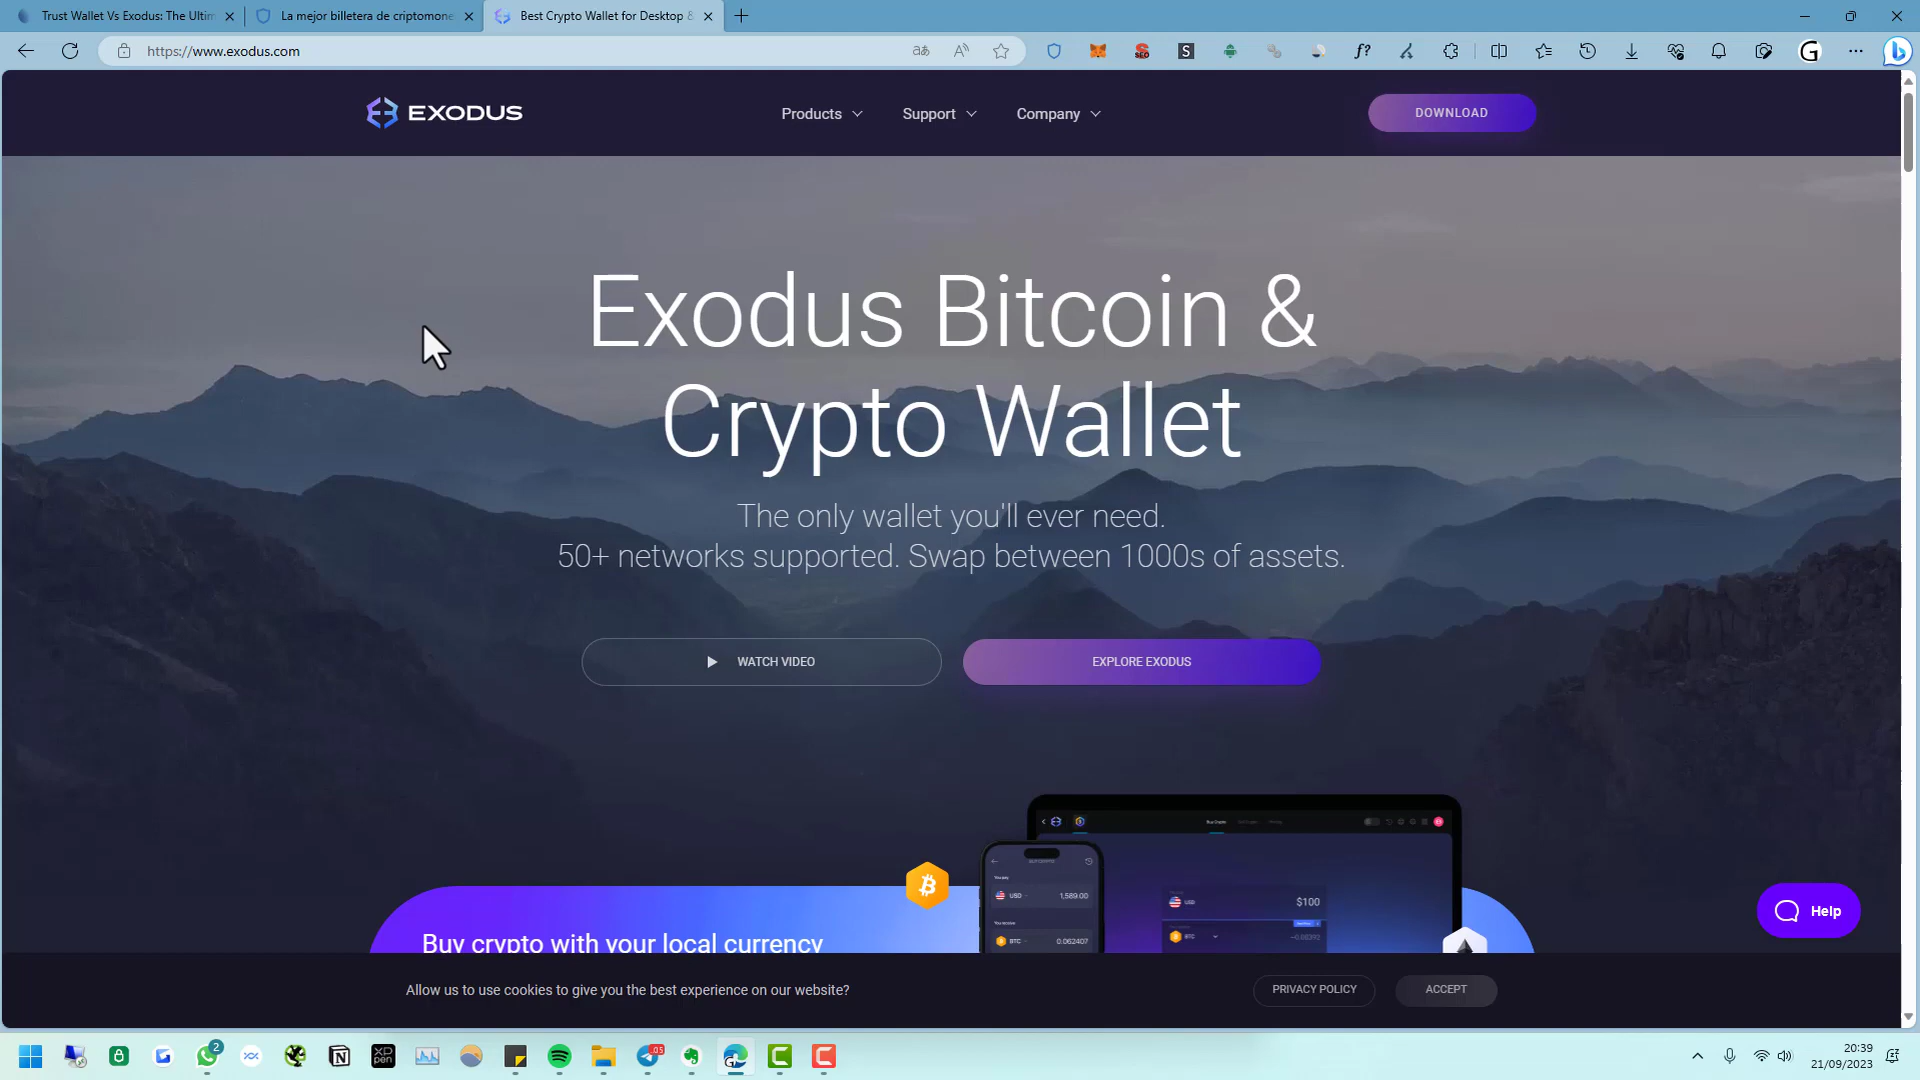 Trust Wallet Vs Exodus: The Ultim
La mejor billetera de criptomone
Best Crypto Wallet for Desktop &
https://www.exodus.com
EXODUS
Products
Support
Company
DOWNLOAD
Exodus Bitcoin &
Crypto Wallet
The only wallet you'll ever need.
50+ networks supported. Swap between 1000s of assets.
WATCH VIDEO
EXPLORE EXODUS
Buy crypto with your local currency
USD
1,589.00
BTC
0.062407
USD
$100
BTC
Help
Allow us to use cookies to give you the best experience on our website?
PRIVACY POLICY
ACCEPT
2
05
20:39
21/09/2023